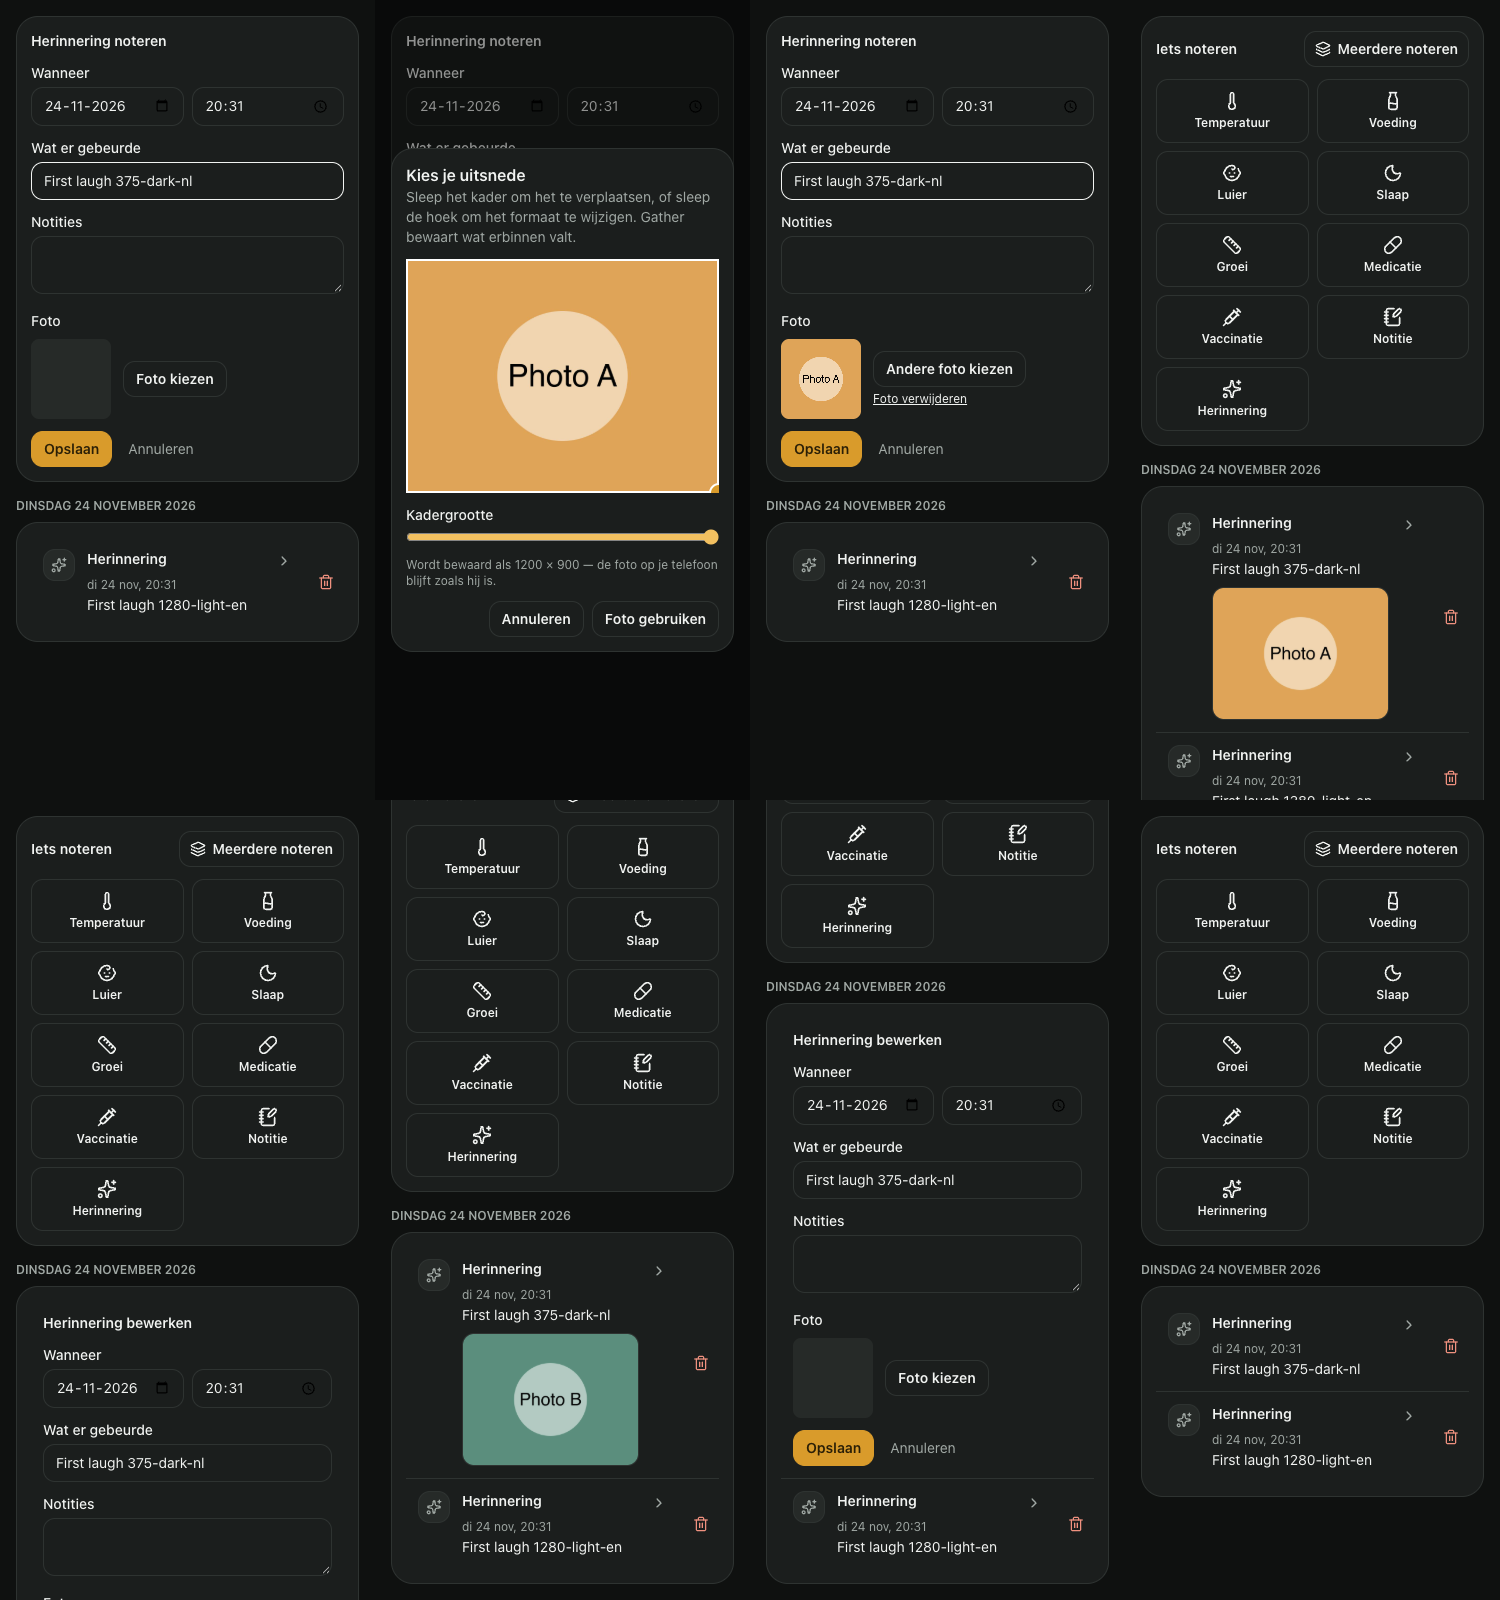 Herinnering noteren
Wanneer
24-11-2026
20:31
Wat er gebeurde
First laugh 375-dark-nl
Notities
Foto
Foto kiezen
Opslaan
Annuleren
DINSDAG 24 NOVEMBER 2026
Herinnering
di 24 nov, 20:31
First laugh 1280-light-en
Herinnering noteren
Wanneer
24-11-2026
20:31
Wat er gebeurde
Kies je uitsnede
Sleep het kader om het te verplaatsen, of sleep
de hoek om het formaat te wijzigen. Gather
bewaart wat erbinnen valt.
Photo A
Kadergrootte
Wordt bewaard als 1200 × 900 — de foto op je telefoon
blijft zoals hij is.
Annuleren
Foto gebruiken
Herinnering noteren
Wanneer
24-11-2026
20:31
Wat er gebeurde
First laugh 375-dark-nl
Notities
Foto
Photo A
Andere foto kiezen
Foto verwijderen
Opslaan
Annuleren
DINSDAG 24 NOVEMBER 2026
Herinnering
di 24 nov, 20:31
First laugh 1280-light-en
Iets noteren
Meerdere noteren
Temperatuur
Voeding
Luier
Slaap
Groei
Medicatie
Vaccinatie
Notitie
Herinnering
DINSDAG 24 NOVEMBER 2026
Herinnering
di 24 nov, 20:31
First laugh 375-dark-nl
Photo A
Herinnering
di 24 nov, 20:31
First laugh 1280-light-en
Iets noteren
Meerdere noteren
Temperatuur
Voeding
Luier
Slaap
Groei
Medicatie
Vaccinatie
Notitie
Herinnering
DINSDAG 24 NOVEMBER 2026
Herinnering bewerken
Wanneer
24-11-2026
20:31
Wat er gebeurde
First laugh 375-dark-nl
Notities
Temperatuur
Voeding
Luier
Slaap
Groei
Medicatie
Vaccinatie
Notitie
Herinnering
DINSDAG 24 NOVEMBER 2026
Herinnering
di 24 nov, 20:31
First laugh 375-dark-nl
Photo B
Herinnering
di 24 nov, 20:31
First laugh 1280-light-en
Vaccinatie
Notitie
Herinnering
DINSDAG 24 NOVEMBER 2026
Herinnering bewerken
Wanneer
24-11-2026
20:31
Wat er gebeurde
First laugh 375-dark-nl
Notities
Foto
Foto kiezen
Opslaan
Annuleren
Herinnering
di 24 nov, 20:31
First laugh 1280-light-en
Iets noteren
Meerdere noteren
Temperatuur
Voeding
Luier
Slaap
Groei
Medicatie
Vaccinatie
Notitie
Herinnering
DINSDAG 24 NOVEMBER 2026
Herinnering
di 24 nov, 20:31
First laugh 375-dark-nl
Herinnering
di 24 nov, 20:31
First laugh 1280-light-en